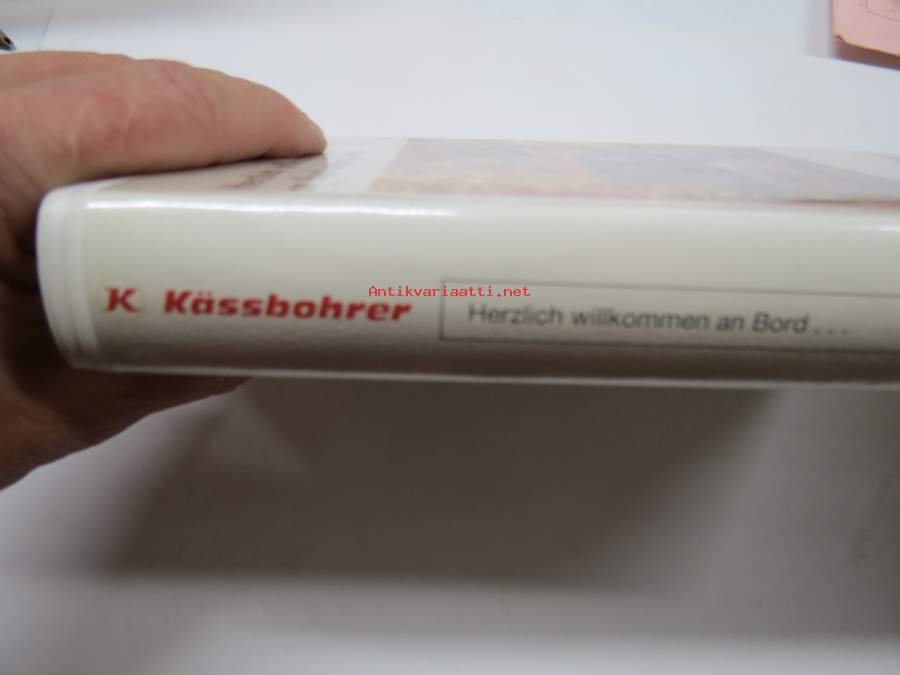 K Kässbohrer
Herzlich willkommen an Bord...
Antikvariaatti.net